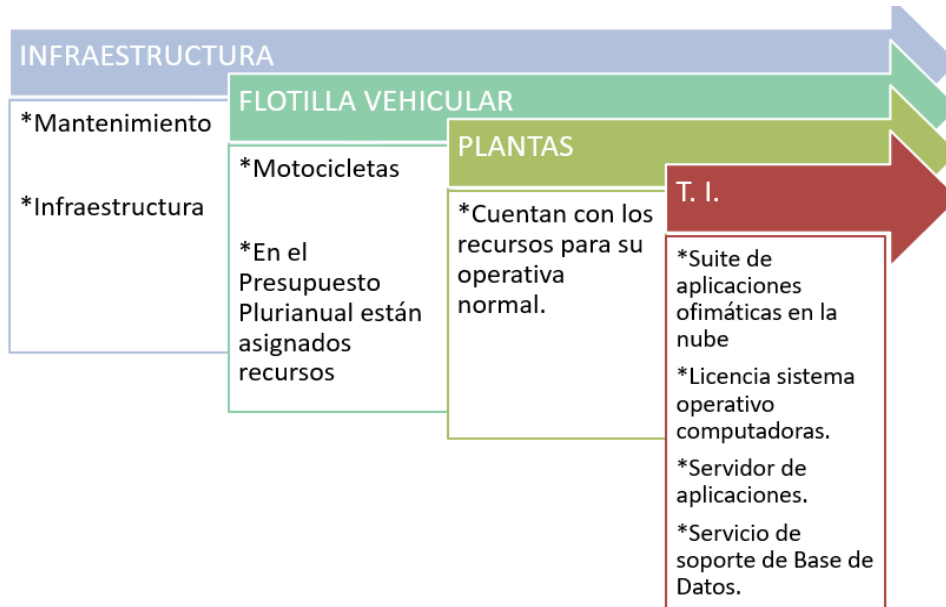 INFRAESTRUCTURA
*Mantenimiento
*Infraestructura
FLOTILLA VEHICULAR
*Motocicletas
*En el
Presupuesto
Plurianual están
asignados
recursos
PLANTAS
*Cuentan con los
recursos para su
operativa
normal.
T. I.
*Suite de
aplicaciones
ofimáticas en la
nube
*Licencia sistema
operativo
computadoras.
*Servidor de
aplicaciones.
*Servicio de
soporte de Base de
Datos.